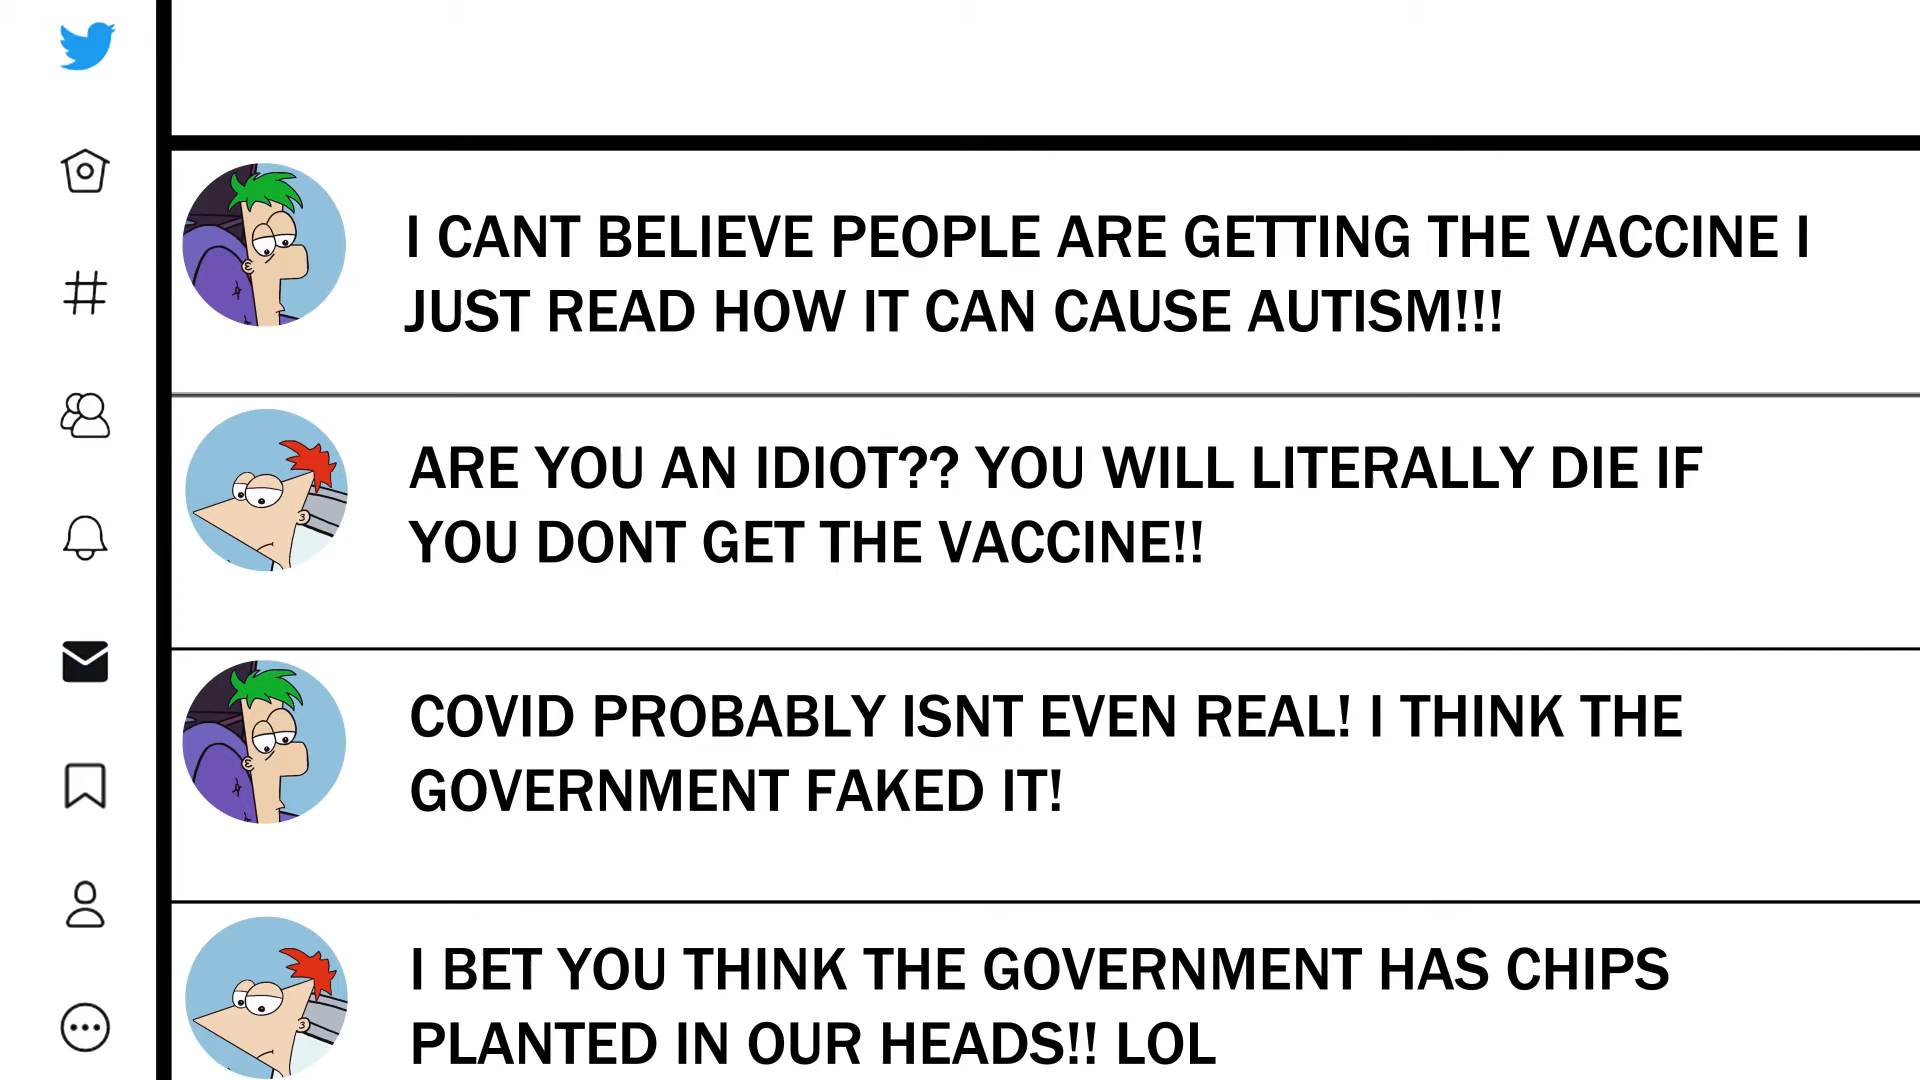 I CANT BELIEVE PEOPLE ARE GETTING THE VACCINE I
JUST READ HOW IT CAN CAUSE AUTISM!!!
ARE YOU AN IDIOT?? YOU WILL LITERALLY DIE IF
YOU DONT GET THE VACCINE!!
COVID PROBABLY ISNT EVEN REAL! I THINK THE
GOVERNMENT FAKED IT!
I BET YOU THINK THE GOVERNMENT HAS CHIPS
PLANTED IN OUR HEADS!! LOL